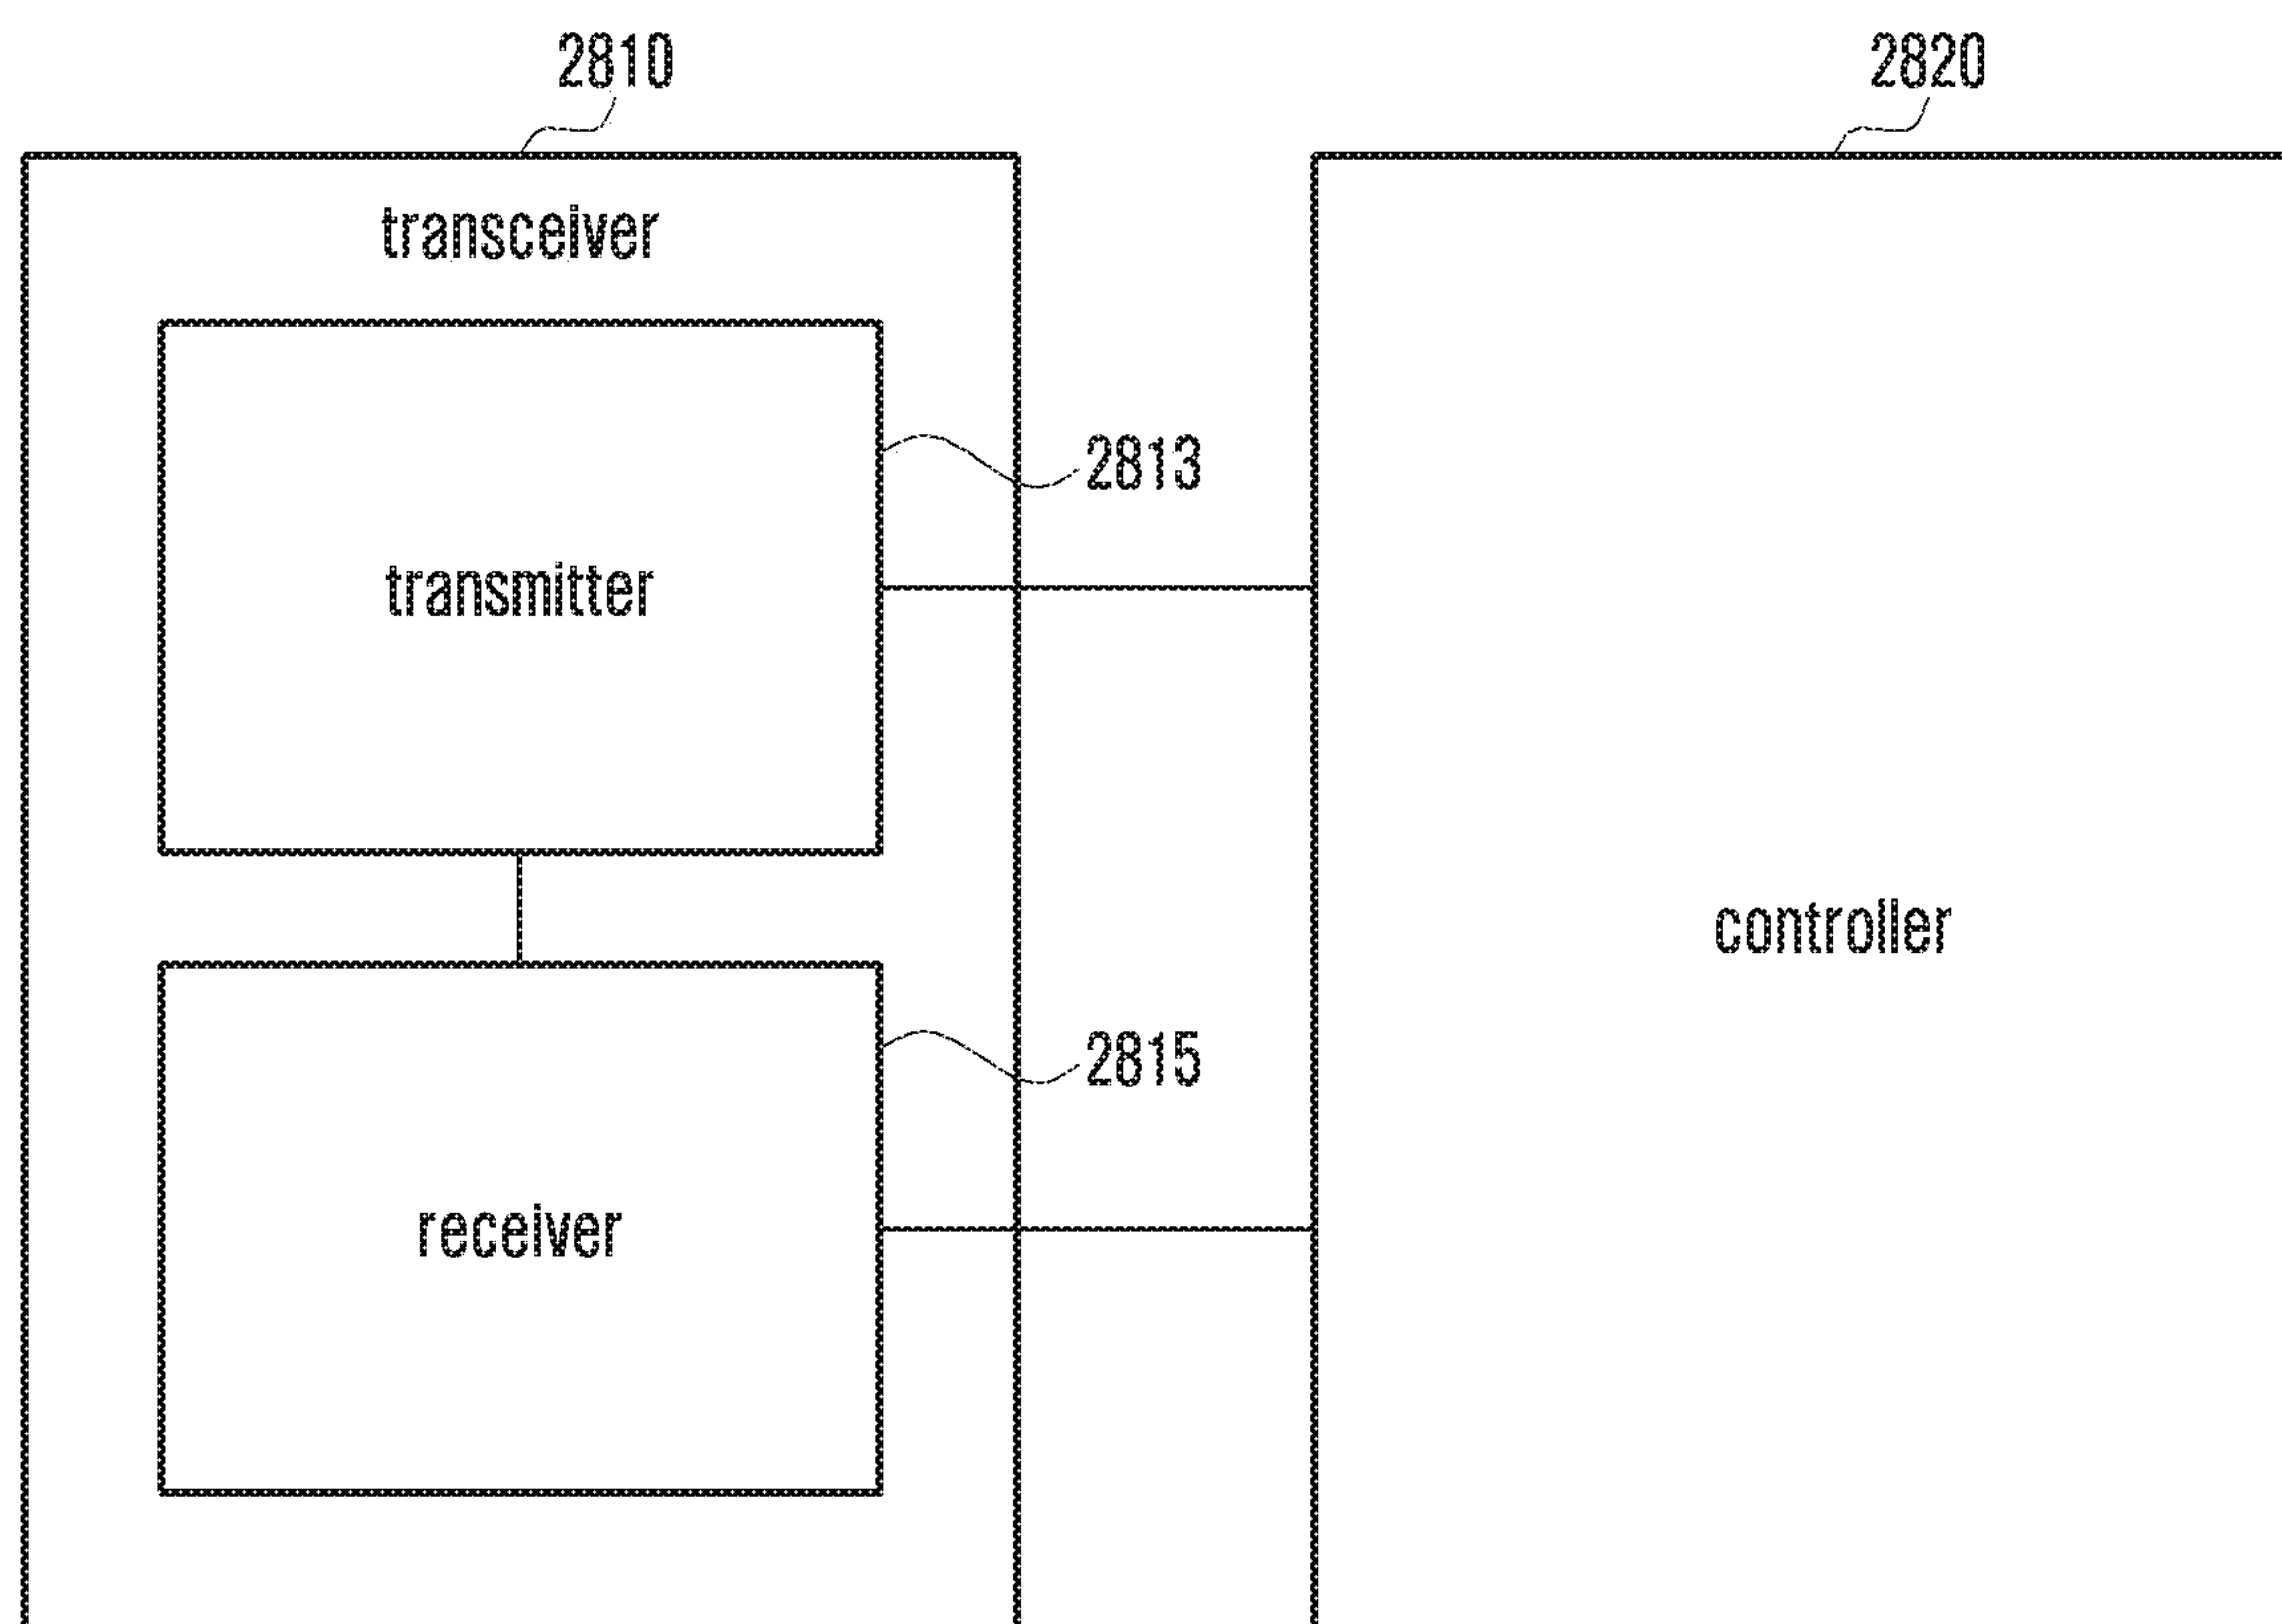 2810
2820
transceiver
2813
transmitter
controller
2815
receiver